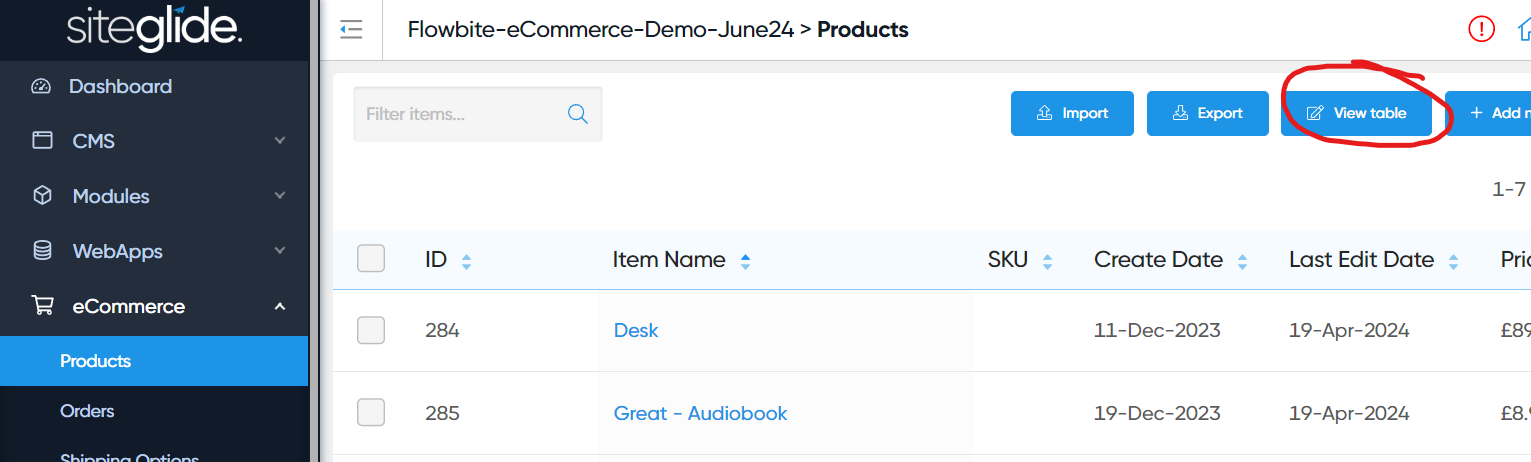 siteglide.
Flowbite-eCommerce-Demo-June24 > Products
Dashboard
CMS
Modules
WebApps
eCommerce
Products
Orders
Shipping Options
Filter items...
Import
Export
View table
+ Add
1-7
ID
Item Name
SKU
Create Date
Last Edit Date
284
Desk
11-Dec-2023
19-Apr-2024
£89
285
Great - Audiobook
19-Dec-2023
19-Apr-2024
£8.